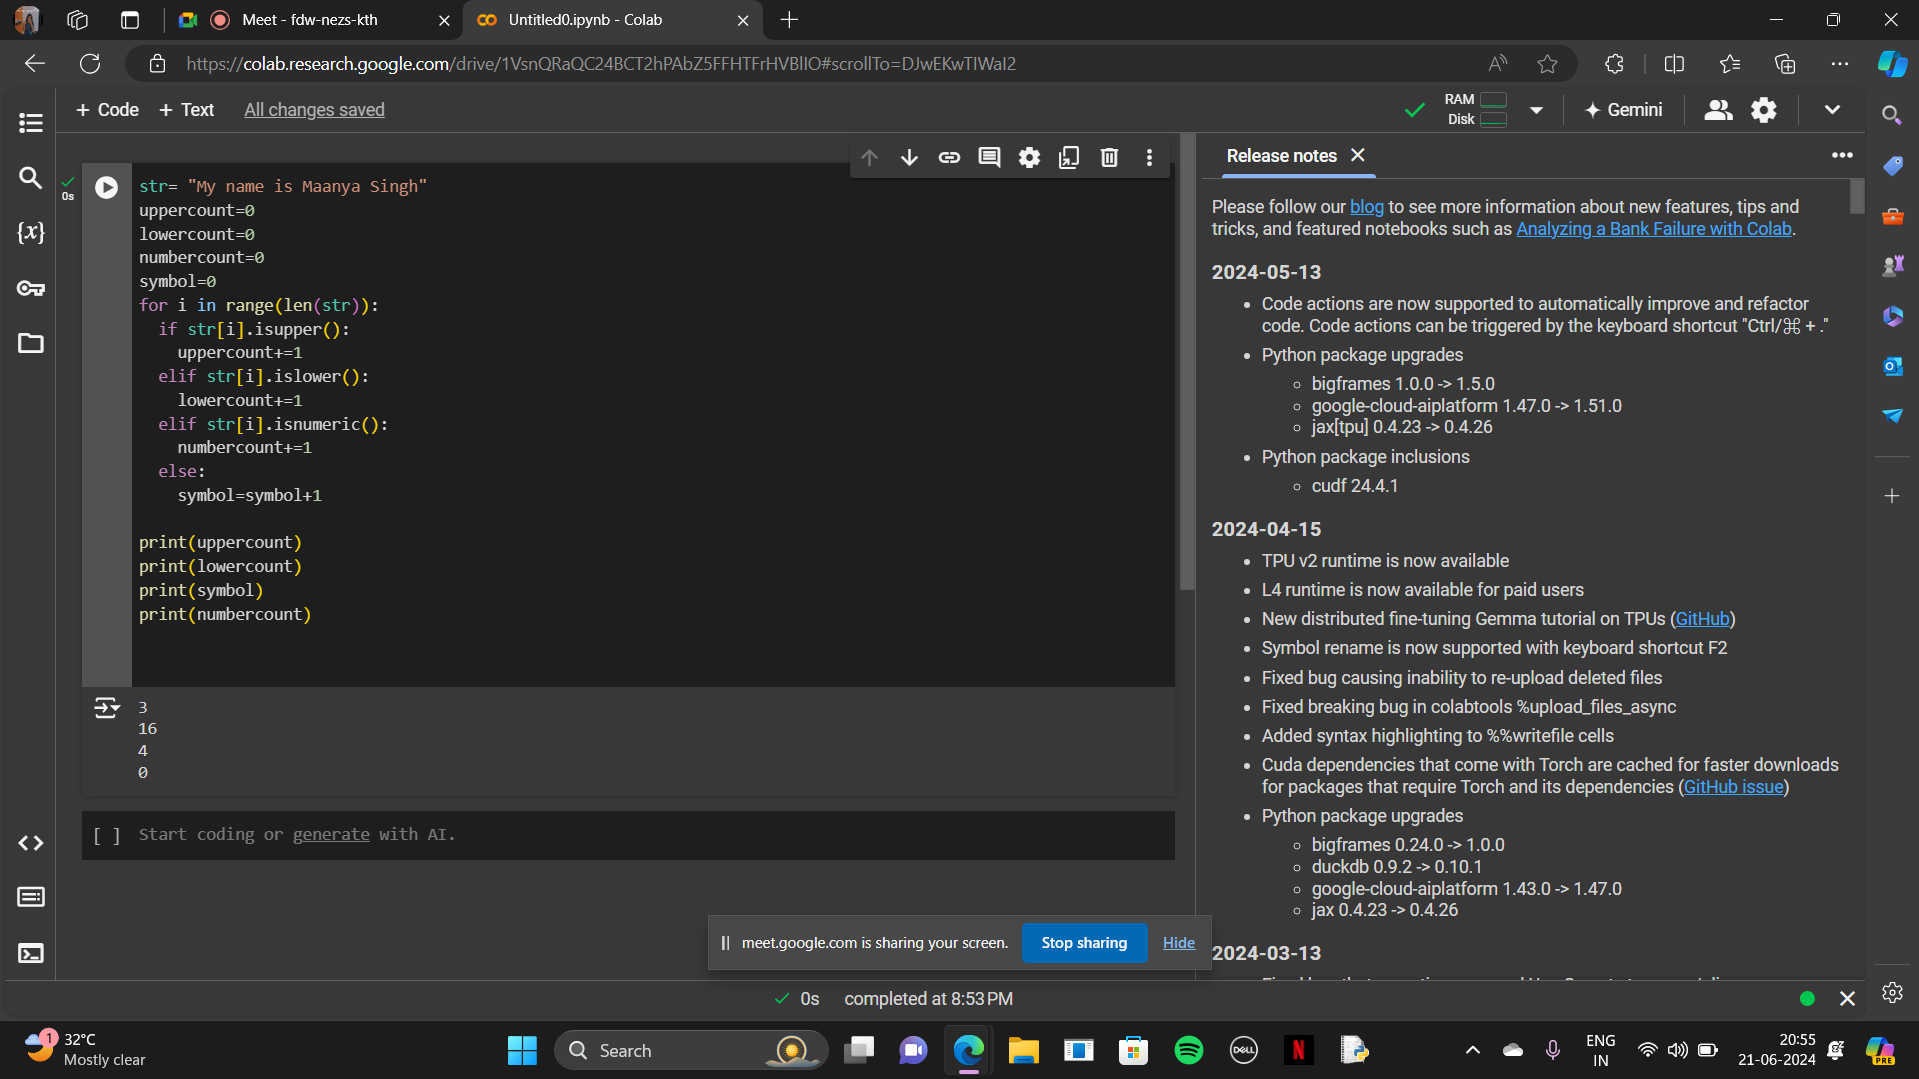 Meet - fdw-nezs-kth
Untitled0.ipynb - Colab
https://colab.research.google.com/drive/1VsnQRaQC24BCT2hPAbZ5FFHTFrHVBlIO#scrollTo=DJwEKwTIWaI2
+ Code + Text All changes saved
RAM
Disk
Gemini
{x}
0s
str= "My name is Maanya Singh"
uppercount=0
lowercount=0
numbercount=0
symbol=0
for i in range(len(str)):
  if str[i].isupper():
    uppercount+=1
  elif str[i].islower():
    lowercount+=1
  elif str[i].isnumeric():
    numbercount+=1
  else:
    symbol=symbol+1
print(uppercount)
print(lowercount)
print(symbol)
print(numbercount)
3
16
4
0
[ ] Start coding or generate with AI.
Release notes
Please follow our blog to see more information about new features, tips and
tricks, and featured notebooks such as Analyzing a Bank Failure with Colab.
2024-05-13
• Code actions are now supported to automatically improve and refactor
code. Code actions can be triggered by the keyboard shortcut "Ctrl/⌘ + ."
• Python package upgrades
◦ bigframes 1.0.0 -> 1.5.0
◦ google-cloud-aiplatform 1.47.0 -> 1.51.0
◦ jax[tpu] 0.4.23 -> 0.4.26
• Python package inclusions
◦ cudf 24.4.1
2024-04-15
• TPU v2 runtime is now available
• L4 runtime is now available for paid users
• New distributed fine-tuning Gemma tutorial on TPUs (GitHub)
• Symbol rename is now supported with keyboard shortcut F2
• Fixed bug causing inability to re-upload deleted files
• Fixed breaking bug in colabtools %upload_files_async
• Added syntax highlighting to %%writefile cells
• Cuda dependencies that come with Torch are cached for faster downloads
for packages that require Torch and its dependencies (GitHub issue)
• Python package upgrades
◦ bigframes 0.24.0 -> 1.0.0
◦ duckdb 0.9.2 -> 0.10.1
◦ google-cloud-aiplatform 1.43.0 -> 1.47.0
◦ jax 0.4.23 -> 0.4.26
2024-03-13
meet.google.com is sharing your screen. Stop sharing Hide
0s completed at 8:53 PM
1
32°C
Mostly clear
Search
DELL
N
ENG
IN
20:55
21-06-2024
PRE